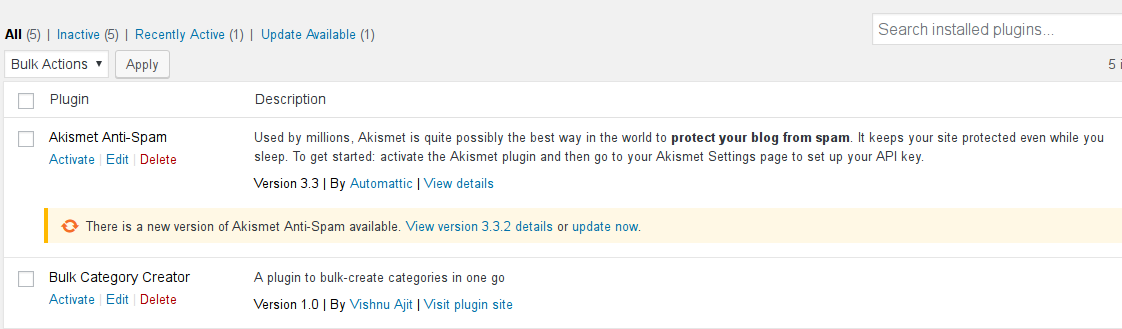 All (5) | Inactive (5) | Recently Active (1) | Update Available (1)
Search installed plugins...
Bulk Actions ▼ Apply
5
Plugin Description
Akismet Anti-Spam
Activate | Edit | Delete
Used by millions, Akismet is quite possibly the best way in the world to protect your blog from spam. It keeps your site protected even while you
sleep. To get started: activate the Akismet plugin and then go to your Akismet Settings page to set up your API key.
Version 3.3 | By Automattic | View details
There is a new version of Akismet Anti-Spam available. View version 3.3.2 details or update now.
Bulk Category Creator
Activate | Edit | Delete
A plugin to bulk-create categories in one go
Version 1.0 | By Vishnu Ajit | Visit plugin site